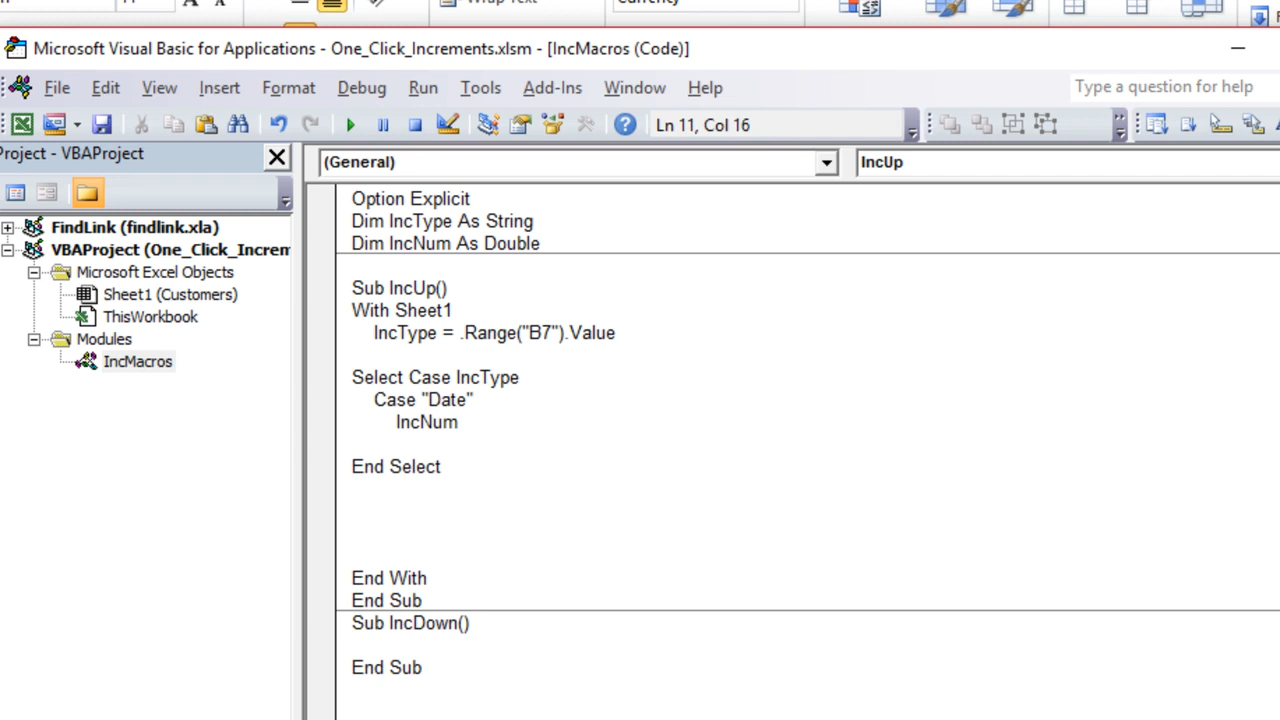 Wrap Text
Currency
Microsoft Visual Basic for Applications - One_Click_Increments.xlsm - [IncMacros (Code)]
File Edit View Insert Format Debug Run Tools Add-Ins Window Help
Type a question for help
Ln 11, Col 16
Project - VBAProject
(General)
IncUp
FindLink (findlink.xla)
VBAProject (One_Click_Increm
Microsoft Excel Objects
Sheet1 (Customers)
ThisWorkbook
Modules
IncMacros
Option Explicit
Dim IncType As String
Dim IncNum As Double
Sub IncUp()
With Sheet1
IncType = .Range("B7").Value
Select Case IncType
Case "Date"
IncNum
End Select
End With
End Sub
Sub IncDown()
End Sub